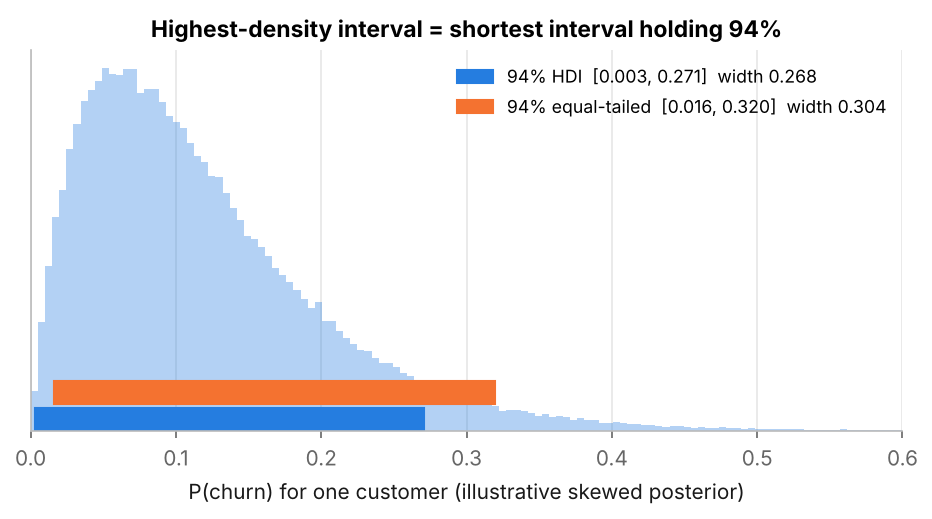 Highest-density interval = shortest interval holding 94%
94% HDI [0.003, 0.271] width 0.268
94% equal-tailed [0.016, 0.320] width 0.304
0.0 0.1 0.2 0.3 0.4 0.5 0.6
P(churn) for one customer (illustrative skewed posterior)